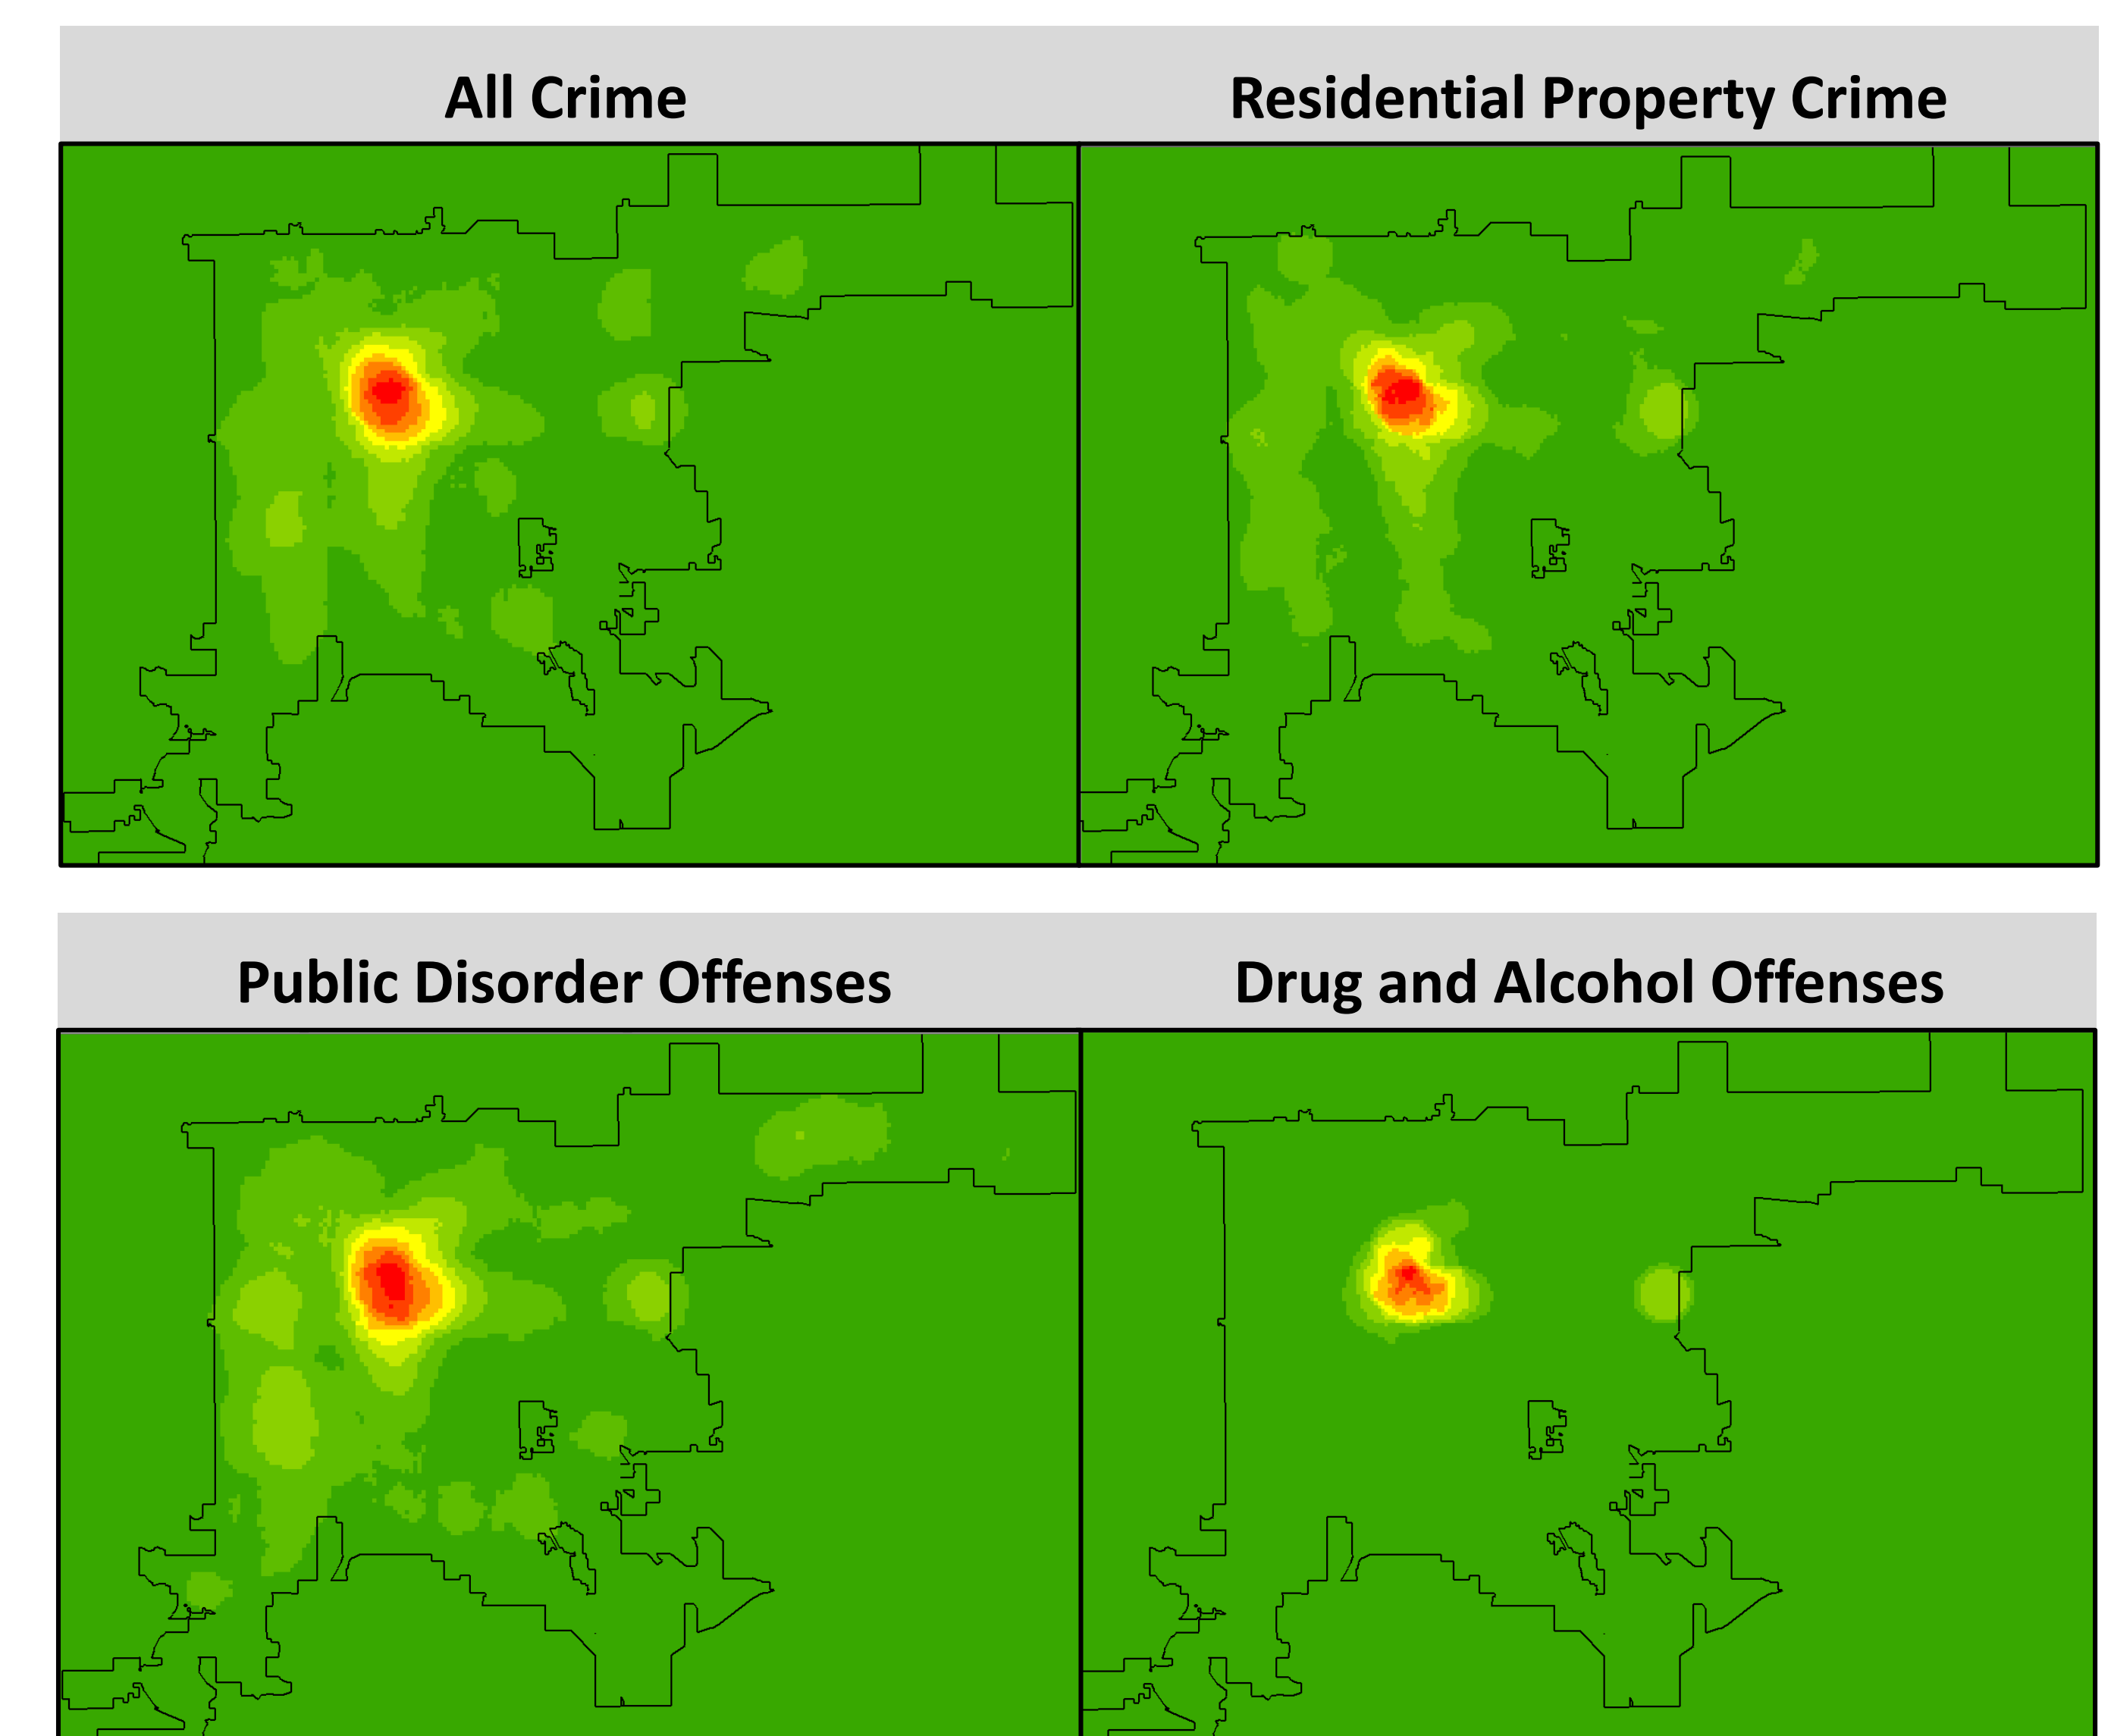 All Crime
Residential Property Crime
Public Disorder Offenses
Drug and Alcohol Offenses